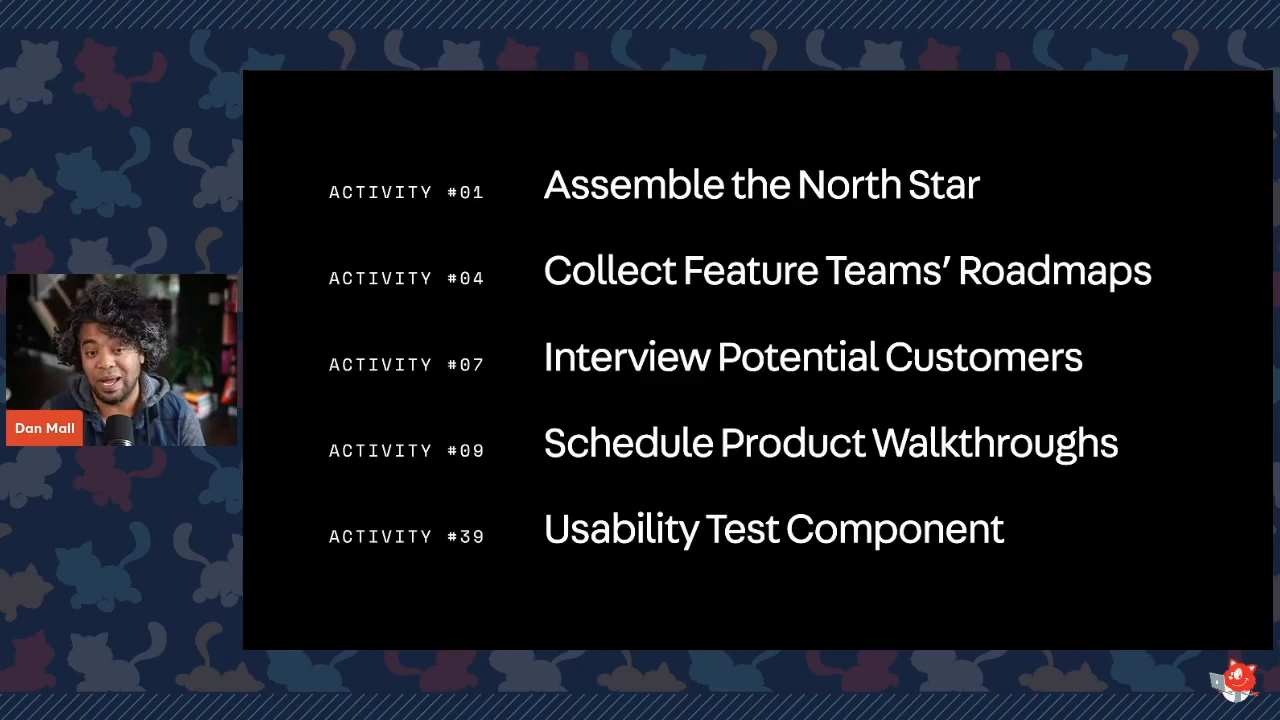 ACTIVITY #01 Assemble the North Star
ACTIVITY #04 Collect Feature Teams’ Roadmaps
ACTIVITY #07 Interview Potential Customers
ACTIVITY #09 Schedule Product Walkthroughs
ACTIVITY #39 Usability Test Component
Dan Mall